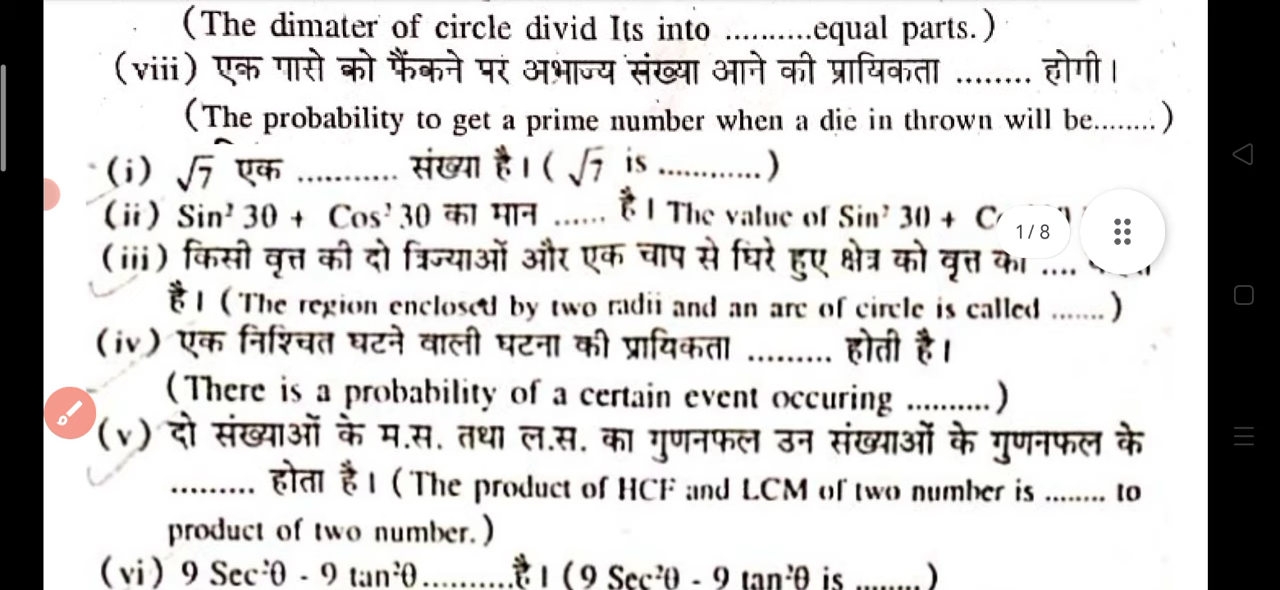 (The dimater of circle divid Its into ..........equal parts.)
(viii) एक पासे को फैंकने पर अभाज्य संख्या आने की प्रायिकता ........ होगी।
(The probability to get a prime number when a die in thrown will be........)
(i) √7 एक ........... संख्या है। ( √7 is ............)
(ii) Sin² 30 + Cos² 30 का मान ...... है। The value of Sin² 30 +
1/8
(iii) किसी वृत्त की दो त्रिज्याओं और एक चाप से घिरे हुए क्षेत्र को वृत्त का ....
है। (The region enclosed by two radii and an arc of circle is called .......)
(iv) एक निश्चित घटने वाली घटना की प्रायिकता ......... होती है।
(There is a probability of a certain event occuring ..........)
(v) दो संख्याओं के म.स. तथा ल.स. का गुणनफल उन संख्याओं के गुणनफल के
......... होता है। (The product of HCF and LCM of two number is ........ to
product of two number.)
(vi) 9 Sec²θ - 9 tan²θ..........है। (9 Sec²θ - 9 tan²θ is ........)